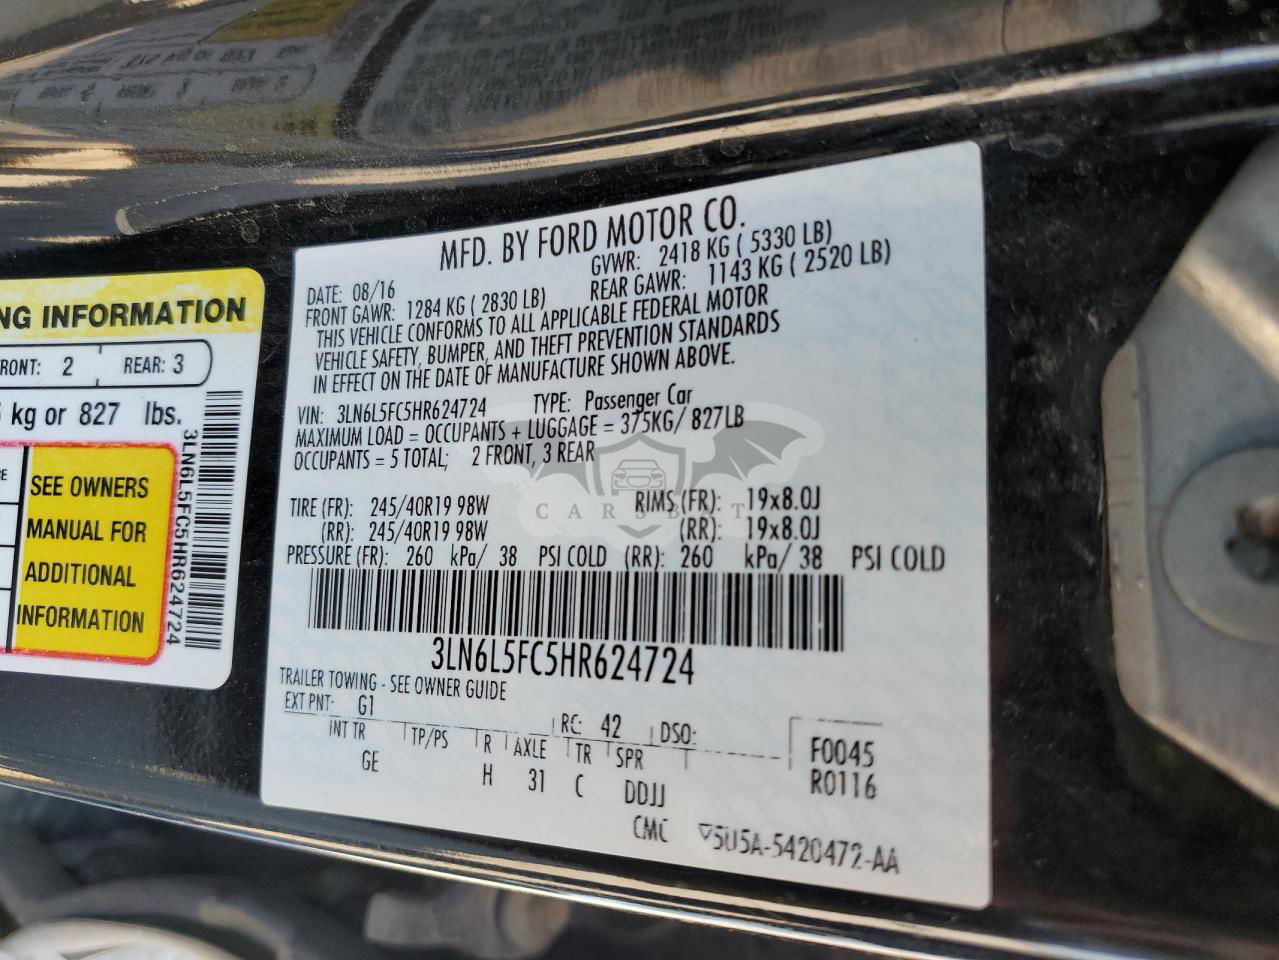 MFD. BY FORD MOTOR CO.
DATE: 08/16 GVWR: 2418 KG ( 5330 LB)
FRONT GAWR: 1284 KG ( 2830 LB) REAR GAWR: 1143 KG ( 2520 LB)
THIS VEHICLE CONFORMS TO ALL APPLICABLE FEDERAL MOTOR
VEHICLE SAFETY, BUMPER, AND THEFT PREVENTION STANDARDS
IN EFFECT ON THE DATE OF MANUFACTURE SHOWN ABOVE.
VIN: 3LN6L5FC5HR624724 TYPE: Passenger Car
MAXIMUM LOAD = OCCUPANTS + LUGGAGE = 375KG/ 827LB
OCCUPANTS = 5 TOTAL; 2 FRONT, 3 REAR
TIRE (FR): 245/40R19 98W RIMS (FR): 19x8.0J
(RR): 245/40R19 98W (RR): 19x8.0J
PRESSURE (FR): 260 kPa/ 38 PSI COLD (RR): 260 kPa/ 38 PSI COLD
3LN6L5FC5HR624724
TRAILER TOWING - SEE OWNER GUIDE
EXT PNT: G1 RC: 42 DSO:
INT TR TP/PS R AXLE TR SPR F0045
GE H 31 C DDJJ R0116
CMC ▽5U5A-5420472-AA
NG INFORMATION
FRONT: 2 REAR: 3
kg or 827 lbs.
SEE OWNERS
MANUAL FOR
ADDITIONAL
INFORMATION
3LN6L5FC5HR624724
CARSBAT